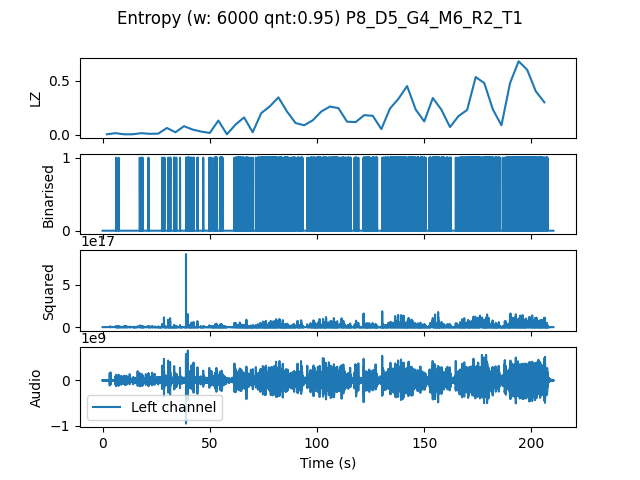 Entropy (w: 6000 qnt:0.95) P8_D5_G4_M6_R2_T1
LZ
0.5
0.0
Binarised
1
0
1e17
Squared
5
0
1e9
Audio
0
−1
Left channel
0
50
100
150
200
Time (s)